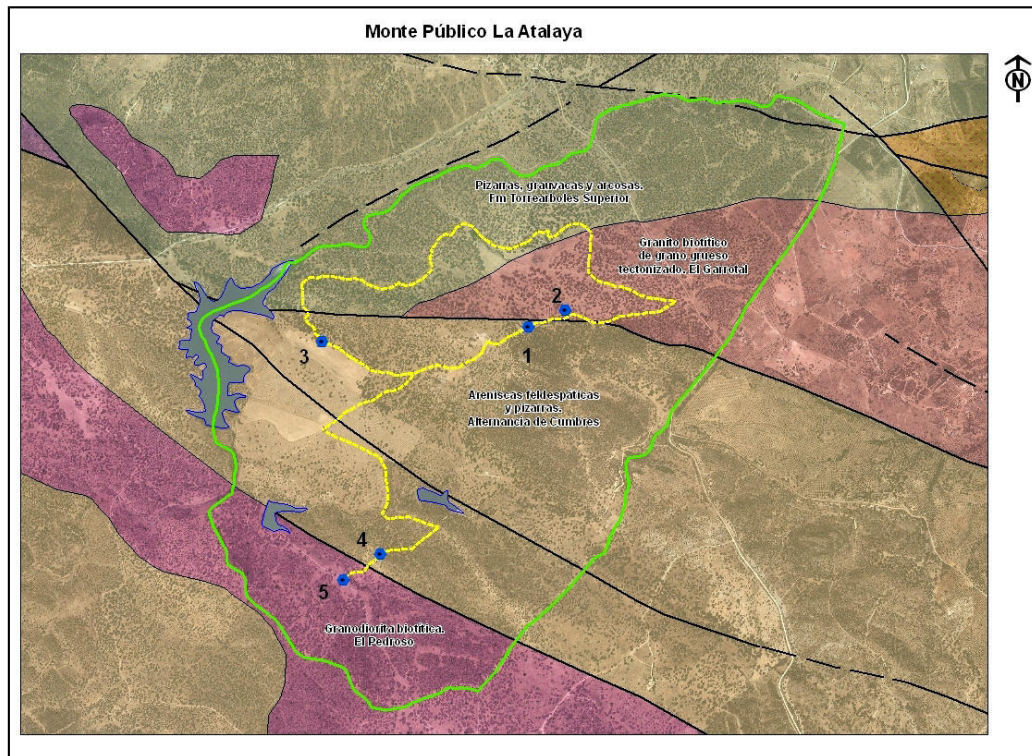 Monte Público La Atalaya
N
Pizarras, grauvacas y arcosas.
Fm Torrearboles Superior
Granito biotítico
de grano grueso
tectonizado. El Garrotal
2
3
1
Areniscas feldespáticas
y pizarras.
Alternancia de Cumbres
4
5
Granodiorita biotítica.
El Pedroso